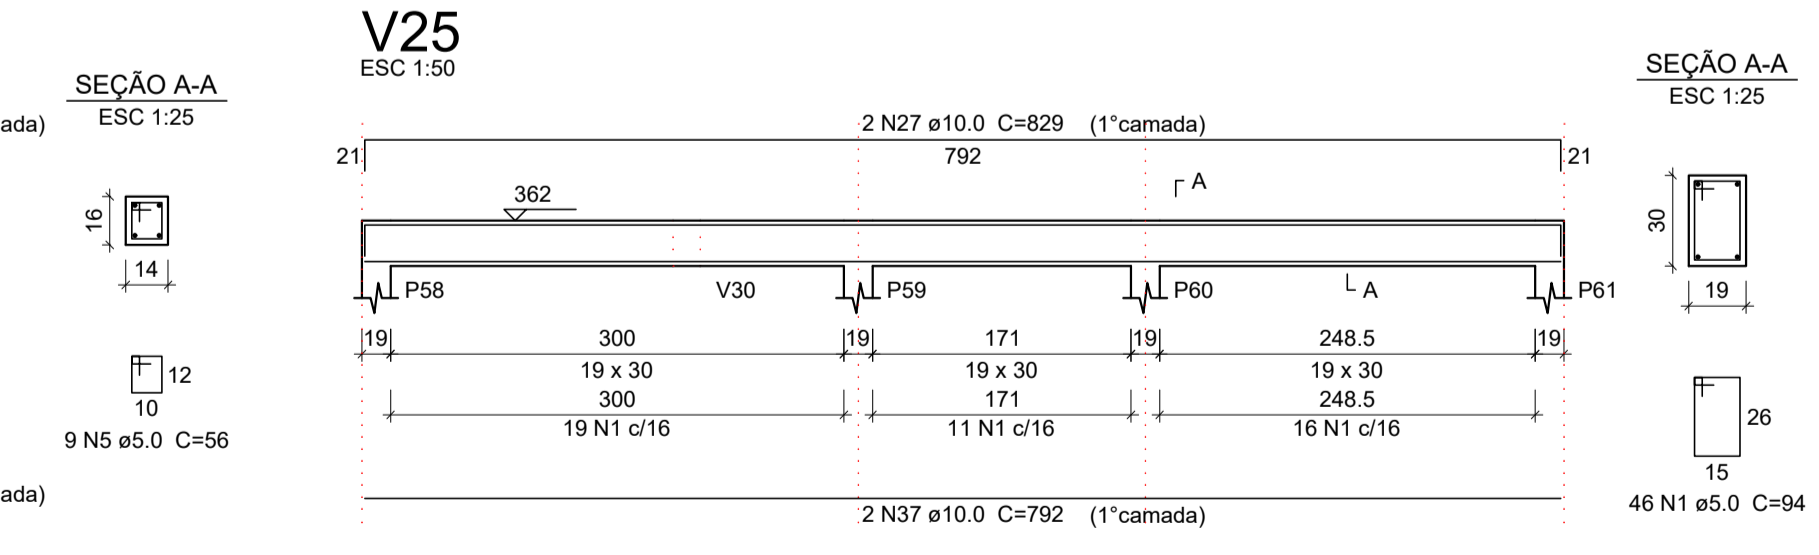 V25
ESC 1:50
SEÇÃO A-A
ESC 1:25
ada)
16
14
12
10
9 N5 ø5.0 C=56
ada)
2 N27 ø10.0 C=829 (1°camada)
21
792
21
A
362
P58
V30
P59
P60
A
P61
19
300
19
171
19
248.5
19
19 x 30
19 x 30
19 x 30
300
171
248.5
19 N1 c/16
11 N1 c/16
16 N1 c/16
2 N37 ø10.0 C=792 (1°camada)
SEÇÃO A-A
ESC 1:25
30
19
26
15
46 N1 ø5.0 C=94